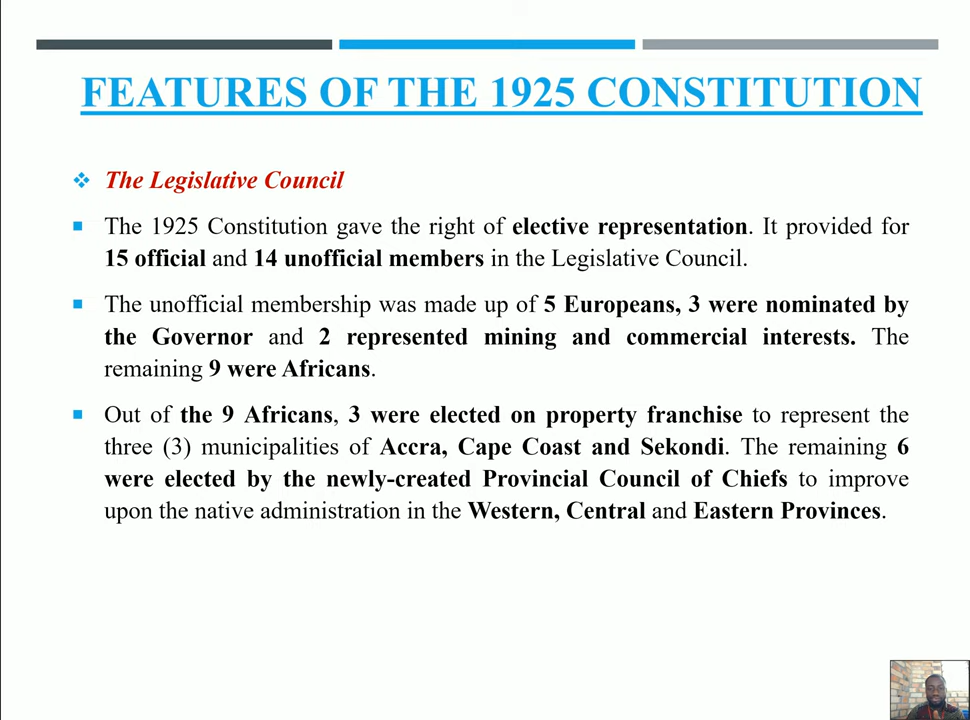 FEATURES OF THE 1925 CONSTITUTION
The Legislative Council
The 1925 Constitution gave the right of elective representation. It provided for
15 official and 14 unofficial members in the Legislative Council.
The unofficial membership was made up of 5 Europeans, 3 were nominated by
the Governor and 2 represented mining and commercial interests. The
remaining 9 were Africans.
Out of the 9 Africans, 3 were elected on property franchise to represent the
three (3) municipalities of Accra, Cape Coast and Sekondi. The remaining 6
were elected by the newly-created Provincial Council of Chiefs to improve
upon the native administration in the Western, Central and Eastern Provinces.